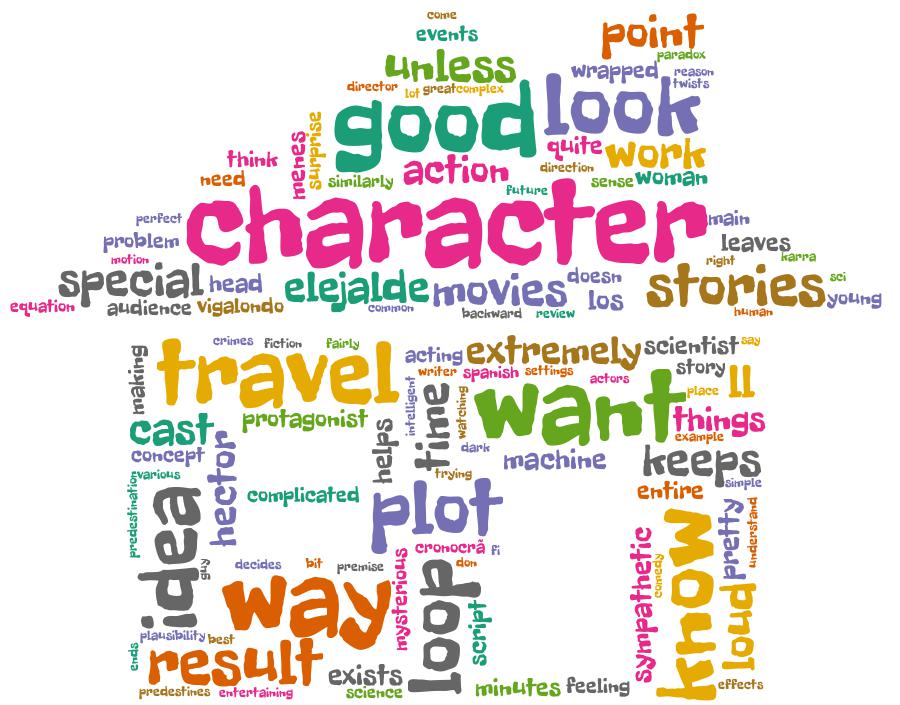 come
events
point
unless
paradox
wrapped
reason
director
lot
great
complex
twists
good
look
menes
surprise
quite
work
think
action
direction
need
similarly
future
sense
woman
character
perfect
main
problem
leaves
motion
right
karra
special
head
elejalde
movies
doesn
los
stories
sci
young
equation
audience
vigalondo
common
backward
review
human
making
crimes
fiction
fairly
travel
acting
extremely
scientist
say
writer
spanish
settings
actors
story
ll
intelligent
time
watching
want
place
things
cast
protagonist
example
concept
hector
helps
dark
machine
keeps
various
trying
simple
predestination
complicated
plot
entire
idea
know
pretty
understand
guy
decides
bit
premise
mysterious
cronocrã
fi
don
sympathetic
comedy
way
loop
script
loud
plausibility
best
ends
result
exists
science
predestines
entertaining
minutes
feeling
effects